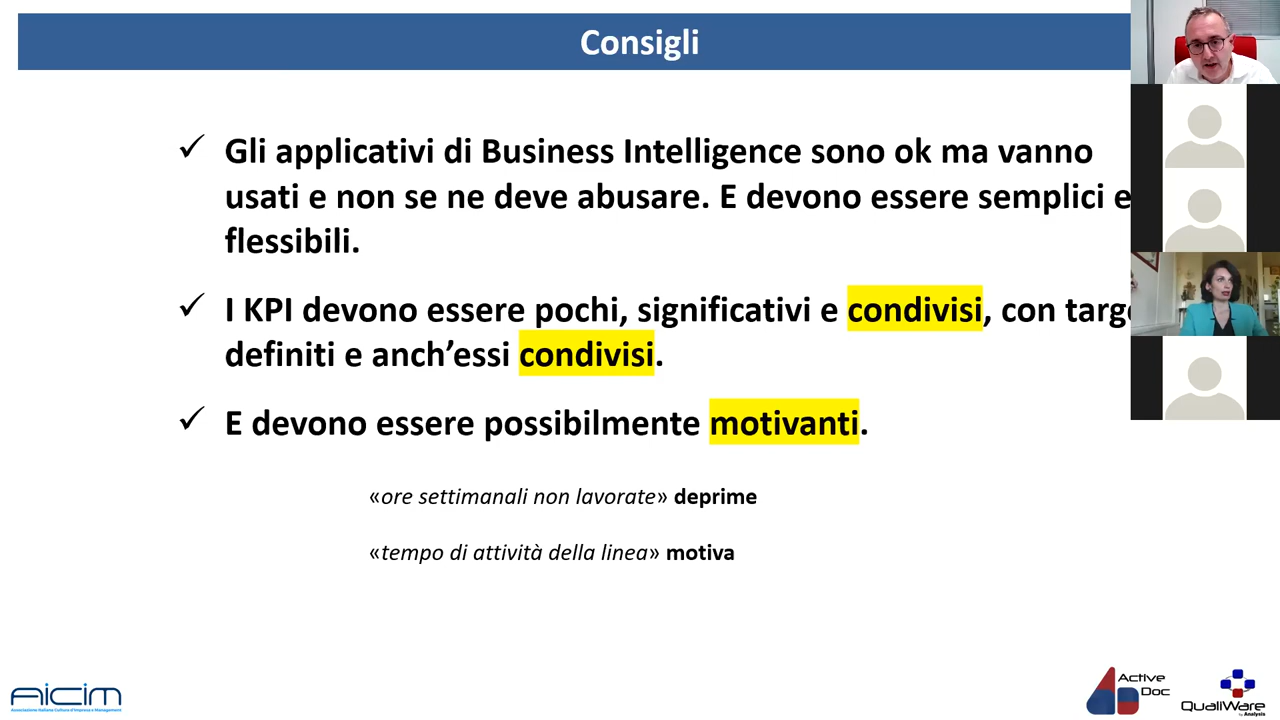 Consigli
✓ Gli applicativi di Business Intelligence sono ok ma vanno
usati e non se ne deve abusare. E devono essere semplici e
flessibili.
✓ I KPI devono essere pochi, significativi e condivisi, con targe
definiti e anch’essi condivisi.
✓ E devono essere possibilmente motivanti.
«ore settimanali non lavorate» deprime
«tempo di attività della linea» motiva
AICIM
Associazione Italiana Cultura d'Impresa e Management
Active
Doc
QualiWare
by Analysis